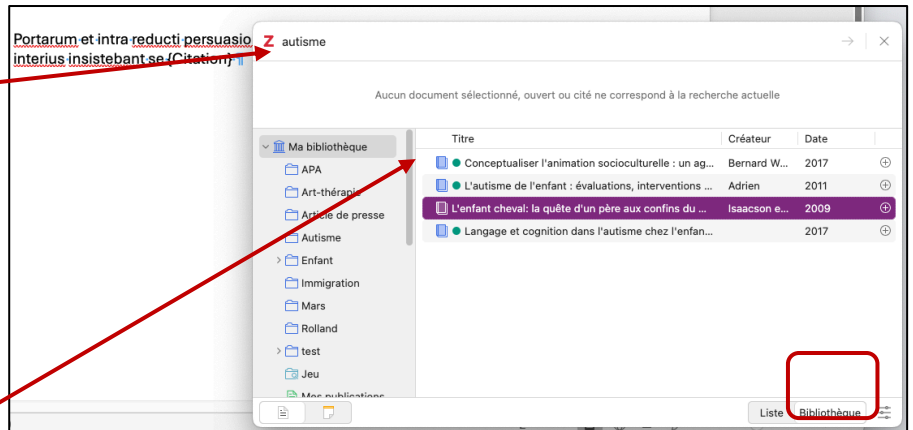 Portarum et intra reducti persuasio
interius insistebant se {Citation} ¶
Z autisme
Aucun document sélectionné, ouvert ou cité ne correspond à la recherche actuelle
Ma bibliothèque
APA
Art-thérapie
Article de presse
Autisme
Enfant
Immigration
Mars
Rolland
test
Jeu
Mes publications
Titre Créateur Date
Conceptualiser l'animation socioculturelle : un ag... Bernard W... 2017
L'autisme de l'enfant : évaluations, interventions ... Adrien 2011
L'enfant cheval: la quête d'un père aux confins du ... Isaacson e... 2009
Langage et cognition dans l'autisme chez l'enfan... 2017
Liste Bibliothèque